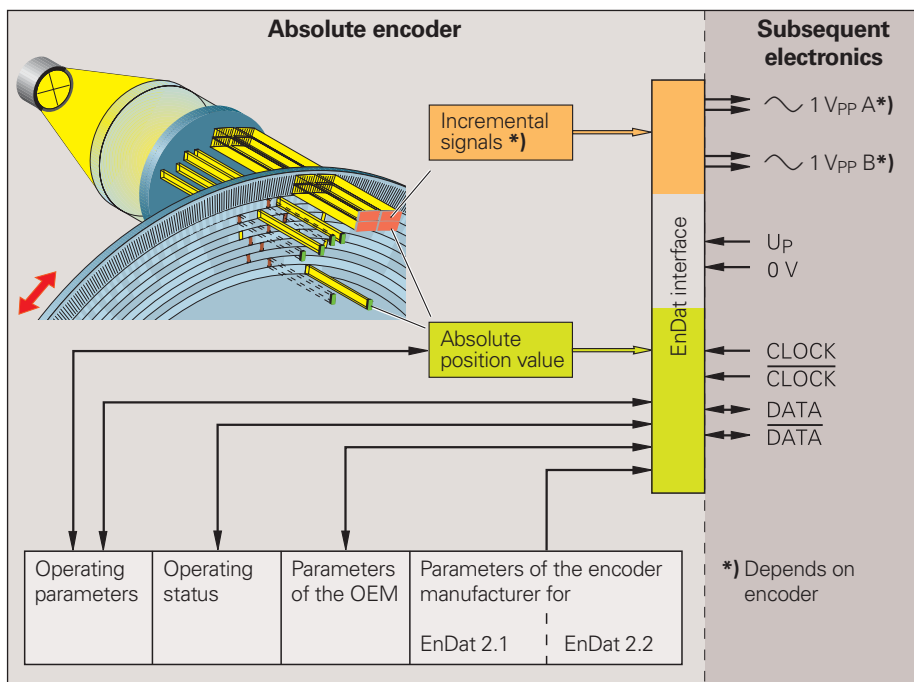 Absolute encoder
Subsequent
electronics
Incremental
signals *)
1 VPP A*)
1 VPP B*)
EnDat interface
UP
0 V
Absolute
position value
CLOCK
CLOCK
DATA
DATA
Operating
parameters
Operating
status
Parameters
of the OEM
Parameters of the encoder
manufacturer for
EnDat 2.1
EnDat 2.2
*) Depends on
encoder